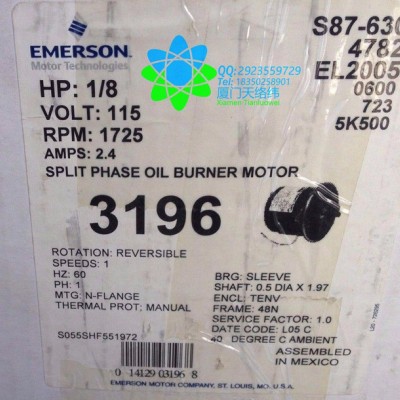 EMERSON
Motor Technologies
QQ:2923559729
Tel: 18350258901
厦门天络纬
Xiamen Tianluowei
S87-630
4782
EL2005
0600
723
5K500
HP: 1/8
VOLT: 115
RPM: 1725
AMPS: 2.4
SPLIT PHASE OIL BURNER MOTOR
3196
ROTATION: REVERSIBLE
SPEEDS: 1
HZ: 60
PH: 1
MTG: N-FLANGE
THERMAL PROT; MANUAL
BRG: SLEEVE
SHAFT: 0.5 DIA X 1.97
ENCL: TENV
FRAME: 48N
SERVICE FACTOR: 1.0
DATE CODE: L05 C
40 DEGREE C AMBIENT
S055SHF551972
ASSEMBLED
IN MEXICO
0 14129 03196 8
EMERSON MOTOR COMPANY, ST. LOUIS, MO., U.S.A.